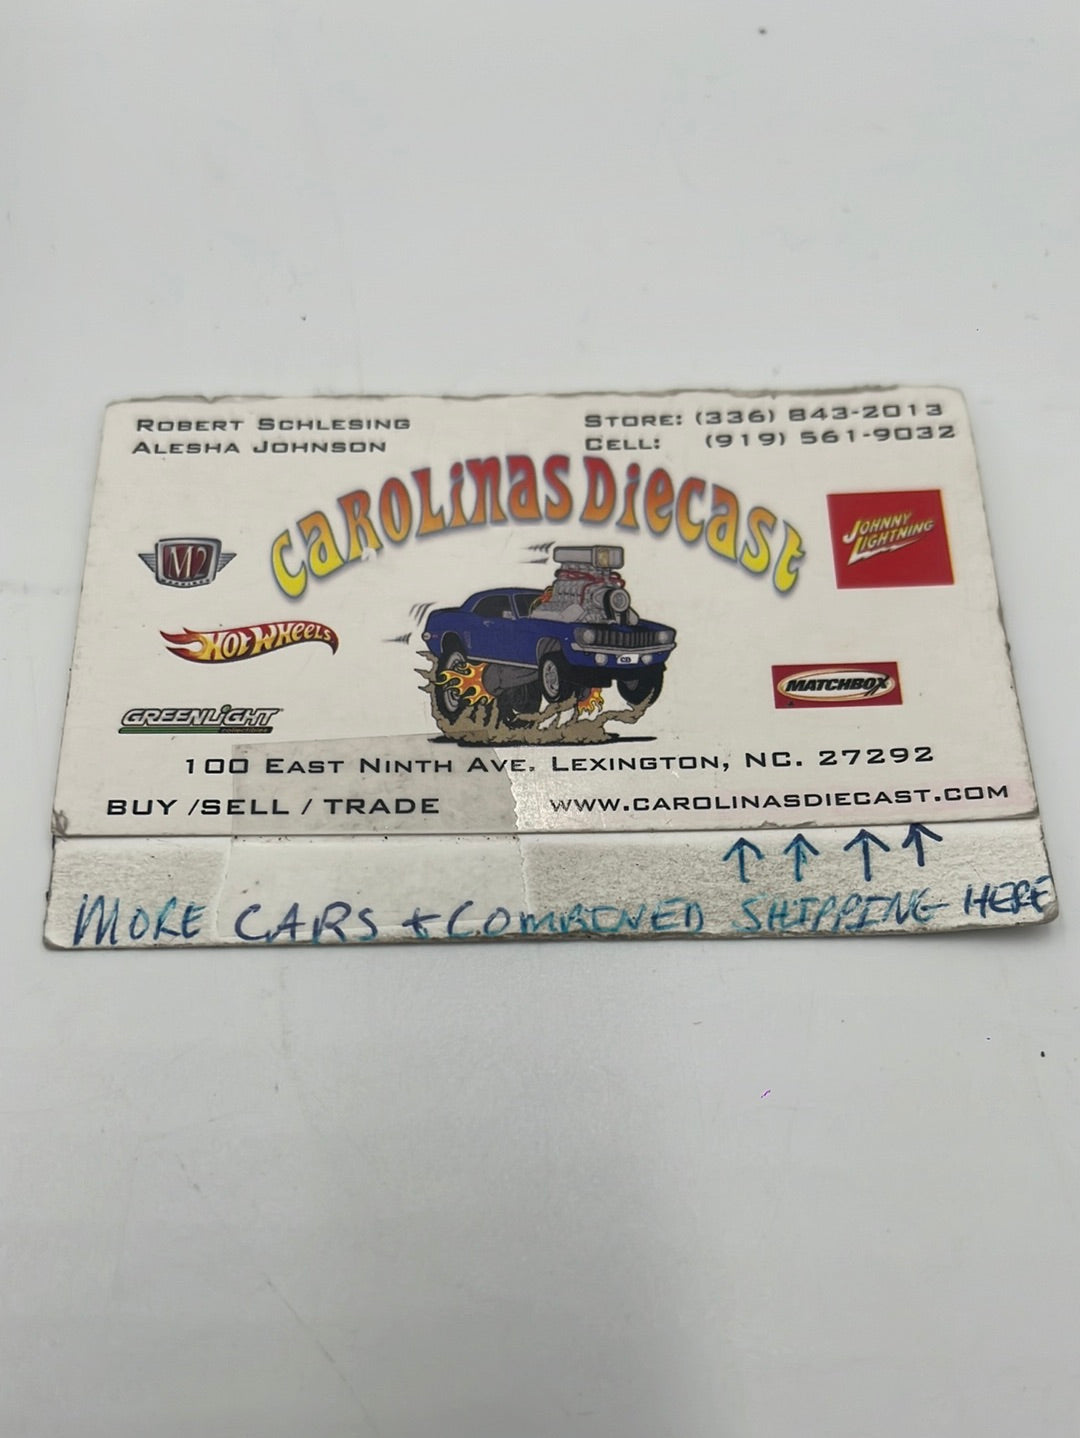 ROBERT SCHLESING
ALESHA JOHNSON
STORE: (336) 843-2013
CELL: (919) 561-9032
CAROLINAS DIECAST
M2
JOHNNY
LIGHTNING
HOT WHEELS
MATCHBOX
GREENLIGHT
collectibles
CD
100 EAST NINTH AVE. LEXINGTON, NC. 27292
BUY /SELL / TRADE
WWW.CAROLINASDIECAST.COM
MORE CARS + COMBINED SHIPPING HERE